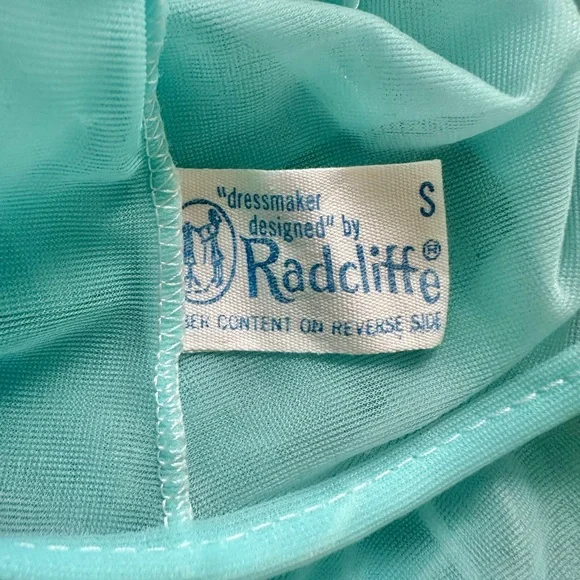 "dressmaker
designed" by
S
Radcliffe®
CONTENT ON REVERSE SIDE